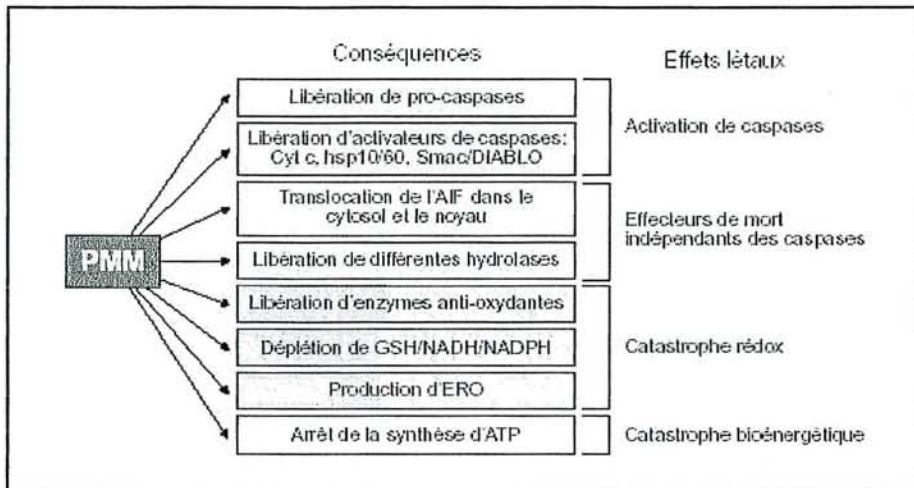 Conséquences
Effets létaux
Libération de pro-caspases
Libération d'activateurs de caspases:
Cyt c, hsp10/60, Smac/DIABLO
Activation de caspases
Translocation de l'AIF dans le
cytosol et le noyau
Libération de différentes hydrolases
Effecteurs de mort
indépendants des caspases
PMM
Libération d'enzymes anti-oxydantes
Déplétion de GSH/NADH/NADPH
Production d'ERO
Catastrophe rédox
Arrêt de la synthèse d'ATP
Catastrophe bioénergétique